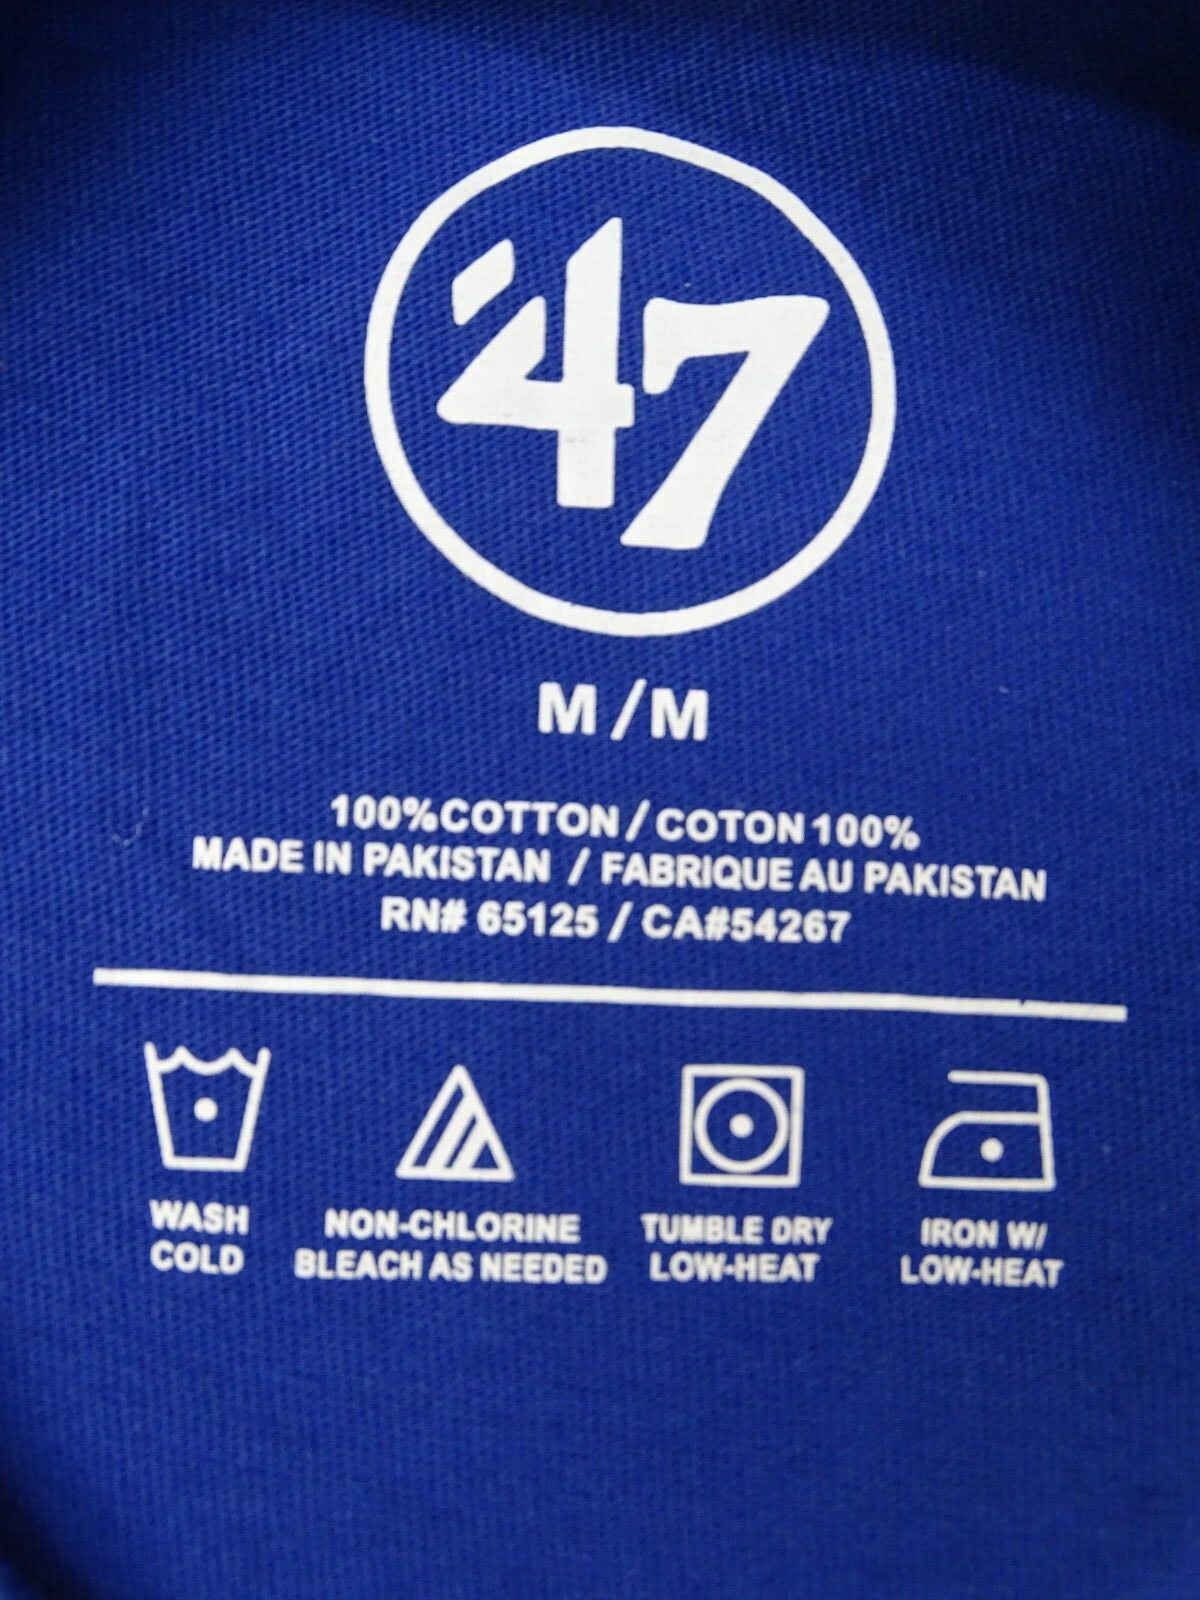 '47
M/M
100%COTTON / COTON 100%
MADE IN PAKISTAN / FABRIQUE AU PAKISTAN
RN# 65125 / CA#54267
WASH COLD
NON-CHLORINE BLEACH AS NEEDED
TUMBLE DRY LOW-HEAT
IRON W/ LOW-HEAT